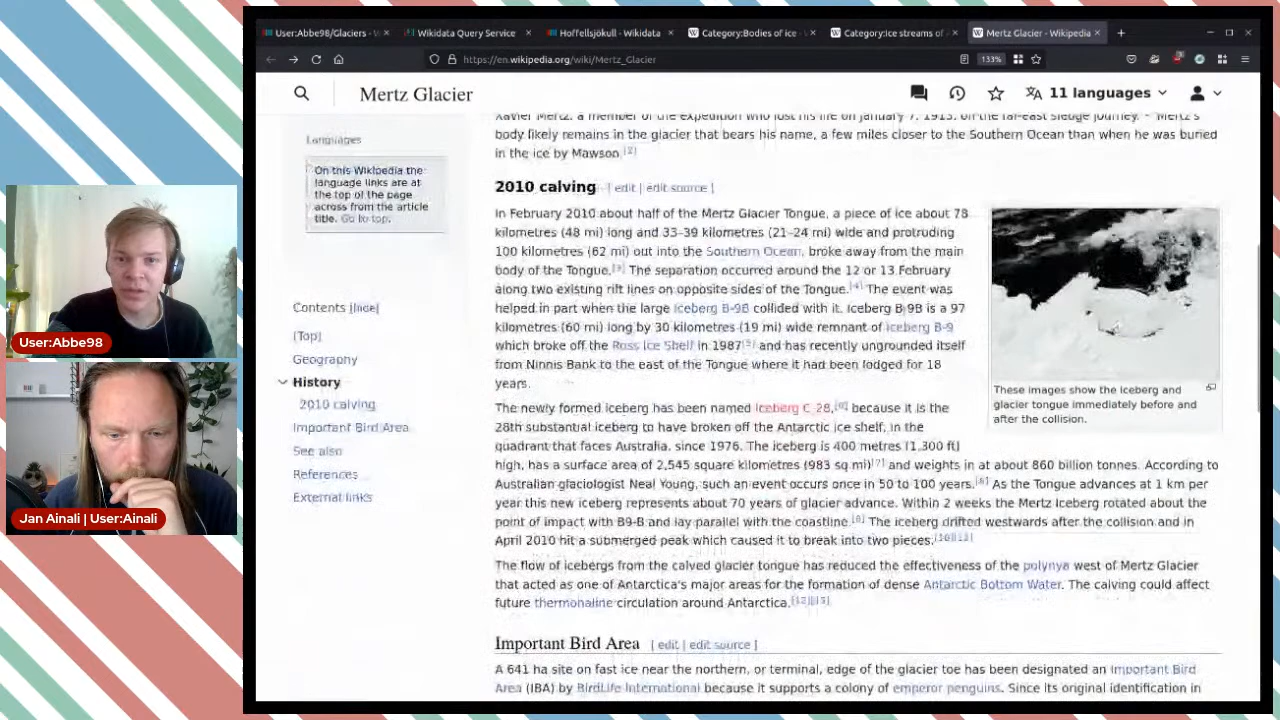 User:Abbe98/Glaciers - W
Wikidata Query Service
Hoffellsjökull - Wikidata
Category:Bodies of ice - W
Category:Ice streams of A
Mertz Glacier - Wikipedia
https://en.wikipedia.org/wiki/Mertz_Glacier
133%
Mertz Glacier
11 languages
Xavier Mertz, a member of the expedition who lost his life on January 7, 1913, on the far-east sledge journey.
Mertz's
body likely remains in the glacier that bears his name, a few miles closer to the Southern Ocean than when he was buried
in the ice by Mawson.[2]
Languages
On this Wikipedia the
language links are at
the top of the page
across from the article
title. Go to top.
Contents [hide]
(Top)
Geography
History
2010 calving
Important Bird Area
See also
References
External links
2010 calving [ edit | edit source ]
In February 2010 about half of the Mertz Glacier Tongue, a piece of ice about 78
kilometres (48 mi) long and 33–39 kilometres (21–24 mi) wide and protruding
100 kilometres (62 mi) out into the Southern Ocean, broke away from the main
body of the Tongue.[3] The separation occurred around the 12 or 13 February
along two existing rift lines on opposite sides of the Tongue.[4] The event was
helped in part when the large Iceberg B-9B collided with it. Iceberg B-9B is a 97
kilometres (60 mi) long by 30 kilometres (19 mi) wide remnant of Iceberg B-9
which broke off the Ross Ice Shelf in 1987[5] and has recently ungrounded itself
from Ninnis Bank to the east of the Tongue where it had been lodged for 18
years.
These images show the iceberg and
glacier tongue immediately before and
after the collision.
The newly formed iceberg has been named Iceberg C-28,[6] because it is the
28th substantial iceberg to have broken off the Antarctic ice shelf, in the
quadrant that faces Australia, since 1976. The iceberg is 400 metres (1,300 ft)
high, has a surface area of 2,545 square kilometres (983 sq mi)[7] and weights in at about 860 billion tonnes. According to
Australian glaciologist Neal Young, such an event occurs once in 50 to 100 years.[8] As the Tongue advances at 1 km per
year this new iceberg represents about 70 years of glacier advance. Within 2 weeks the Mertz Iceberg rotated about the
point of impact with B9-B and lay parallel with the coastline.[9] The iceberg drifted westwards after the collision and in
April 2010 hit a submerged peak which caused it to break into two pieces.[10][11]
The flow of icebergs from the calved glacier tongue has reduced the effectiveness of the polynya west of Mertz Glacier
that acted as one of Antarctica's major areas for the formation of dense Antarctic Bottom Water. The calving could affect
future thermohaline circulation around Antarctica.[12][13]
Important Bird Area [ edit | edit source ]
A 641 ha site on fast ice near the northern, or terminal, edge of the glacier toe has been designated an Important Bird
Area (IBA) by BirdLife International because it supports a colony of emperor penguins. Since its original identification in
User:Abbe98
Jan Ainali | User:Ainali